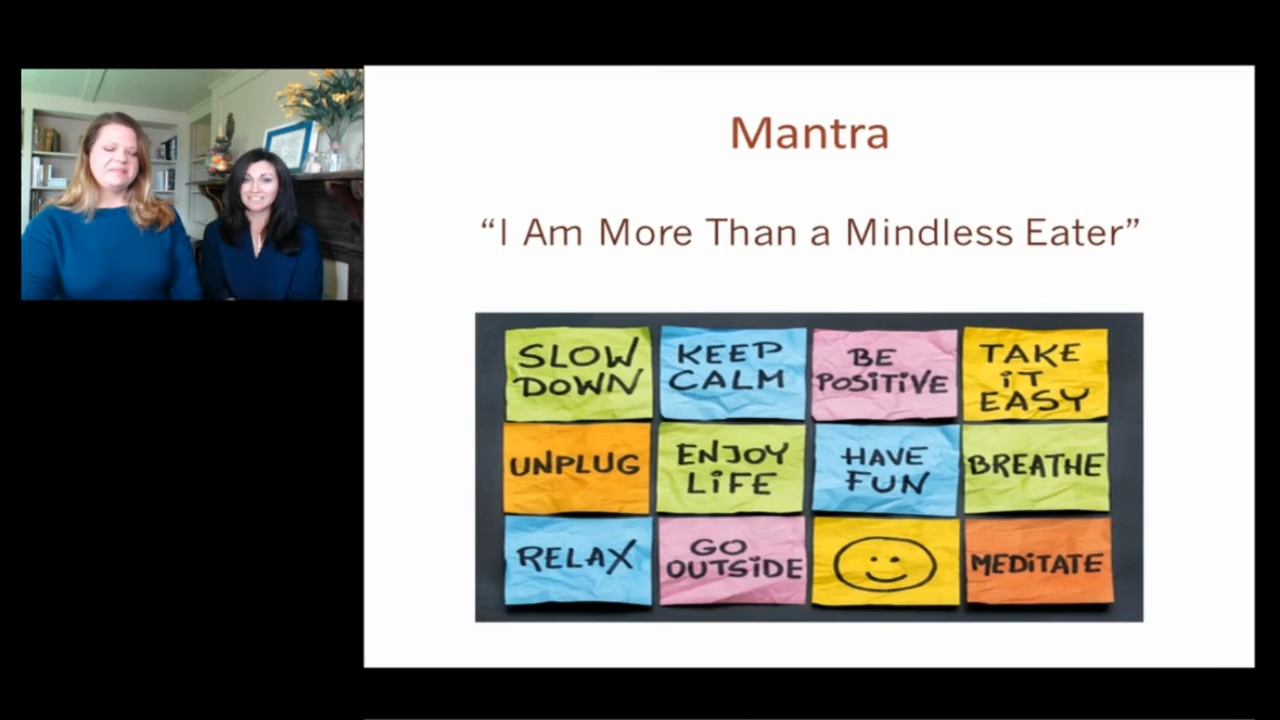 Mantra
“I Am More Than a Mindless Eater”
SLOW
DOWN
KEEP
CALM
BE
POSiTiVE
TAKE
iT
EASY
UNPLUG
ENJOY
LiFE
HAVE
FUN
BREATHE
RELAX
GO
OUTSiDE
MEDiTATE